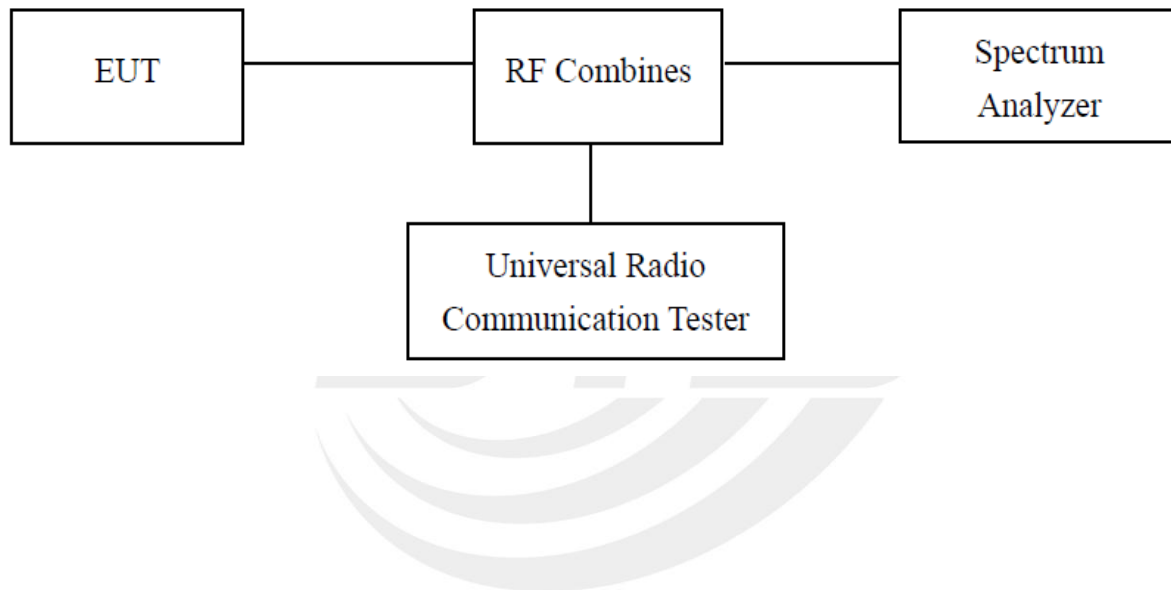 EUT
RF Combines
Spectrum
Analyzer
Universal Radio
Communication Tester